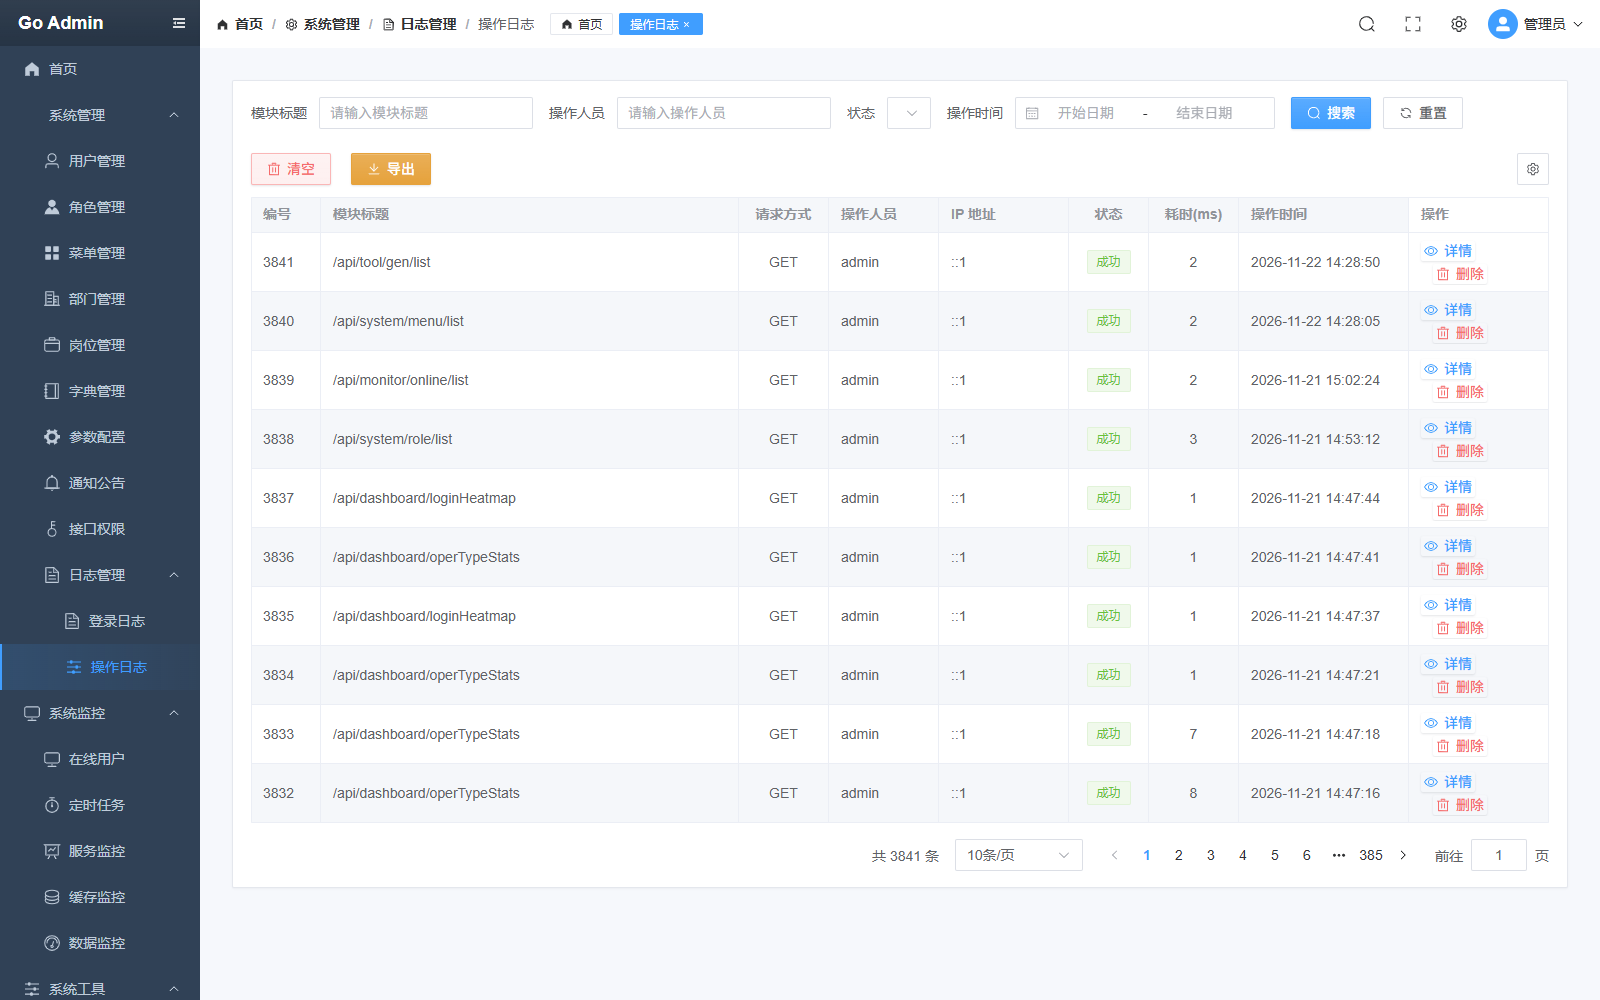 Go Admin
首页 / 系统管理 / 日志管理 / 操作日志
首页
操作日志 ×
管理员
首页
系统管理
用户管理
角色管理
菜单管理
部门管理
岗位管理
字典管理
参数配置
通知公告
接口权限
日志管理
登录日志
操作日志
系统监控
在线用户
定时任务
服务监控
缓存监控
数据监控
系统工具
模块标题 请输入模块标题 操作人员 请输入操作人员 状态 操作时间 开始日期 - 结束日期 搜索 重置
清空 导出
编号 模块标题 请求方式 操作人员 IP 地址 状态 耗时(ms) 操作时间 操作
3841 /api/tool/gen/list GET admin ::1 成功 2 2026-11-22 14:28:50 详情
删除
3840 /api/system/menu/list GET admin ::1 成功 2 2026-11-22 14:28:05 详情
删除
3839 /api/monitor/online/list GET admin ::1 成功 2 2026-11-21 15:02:24 详情
删除
3838 /api/system/role/list GET admin ::1 成功 3 2026-11-21 14:53:12 详情
删除
3837 /api/dashboard/loginHeatmap GET admin ::1 成功 1 2026-11-21 14:47:44 详情
删除
3836 /api/dashboard/operTypeStats GET admin ::1 成功 1 2026-11-21 14:47:41 详情
删除
3835 /api/dashboard/loginHeatmap GET admin ::1 成功 1 2026-11-21 14:47:37 详情
删除
3834 /api/dashboard/operTypeStats GET admin ::1 成功 1 2026-11-21 14:47:21 详情
删除
3833 /api/dashboard/operTypeStats GET admin ::1 成功 7 2026-11-21 14:47:18 详情
删除
3832 /api/dashboard/operTypeStats GET admin ::1 成功 8 2026-11-21 14:47:16 详情
删除
共 3841 条 10条/页 1 2 3 4 5 6 ••• 385 前往 1 页